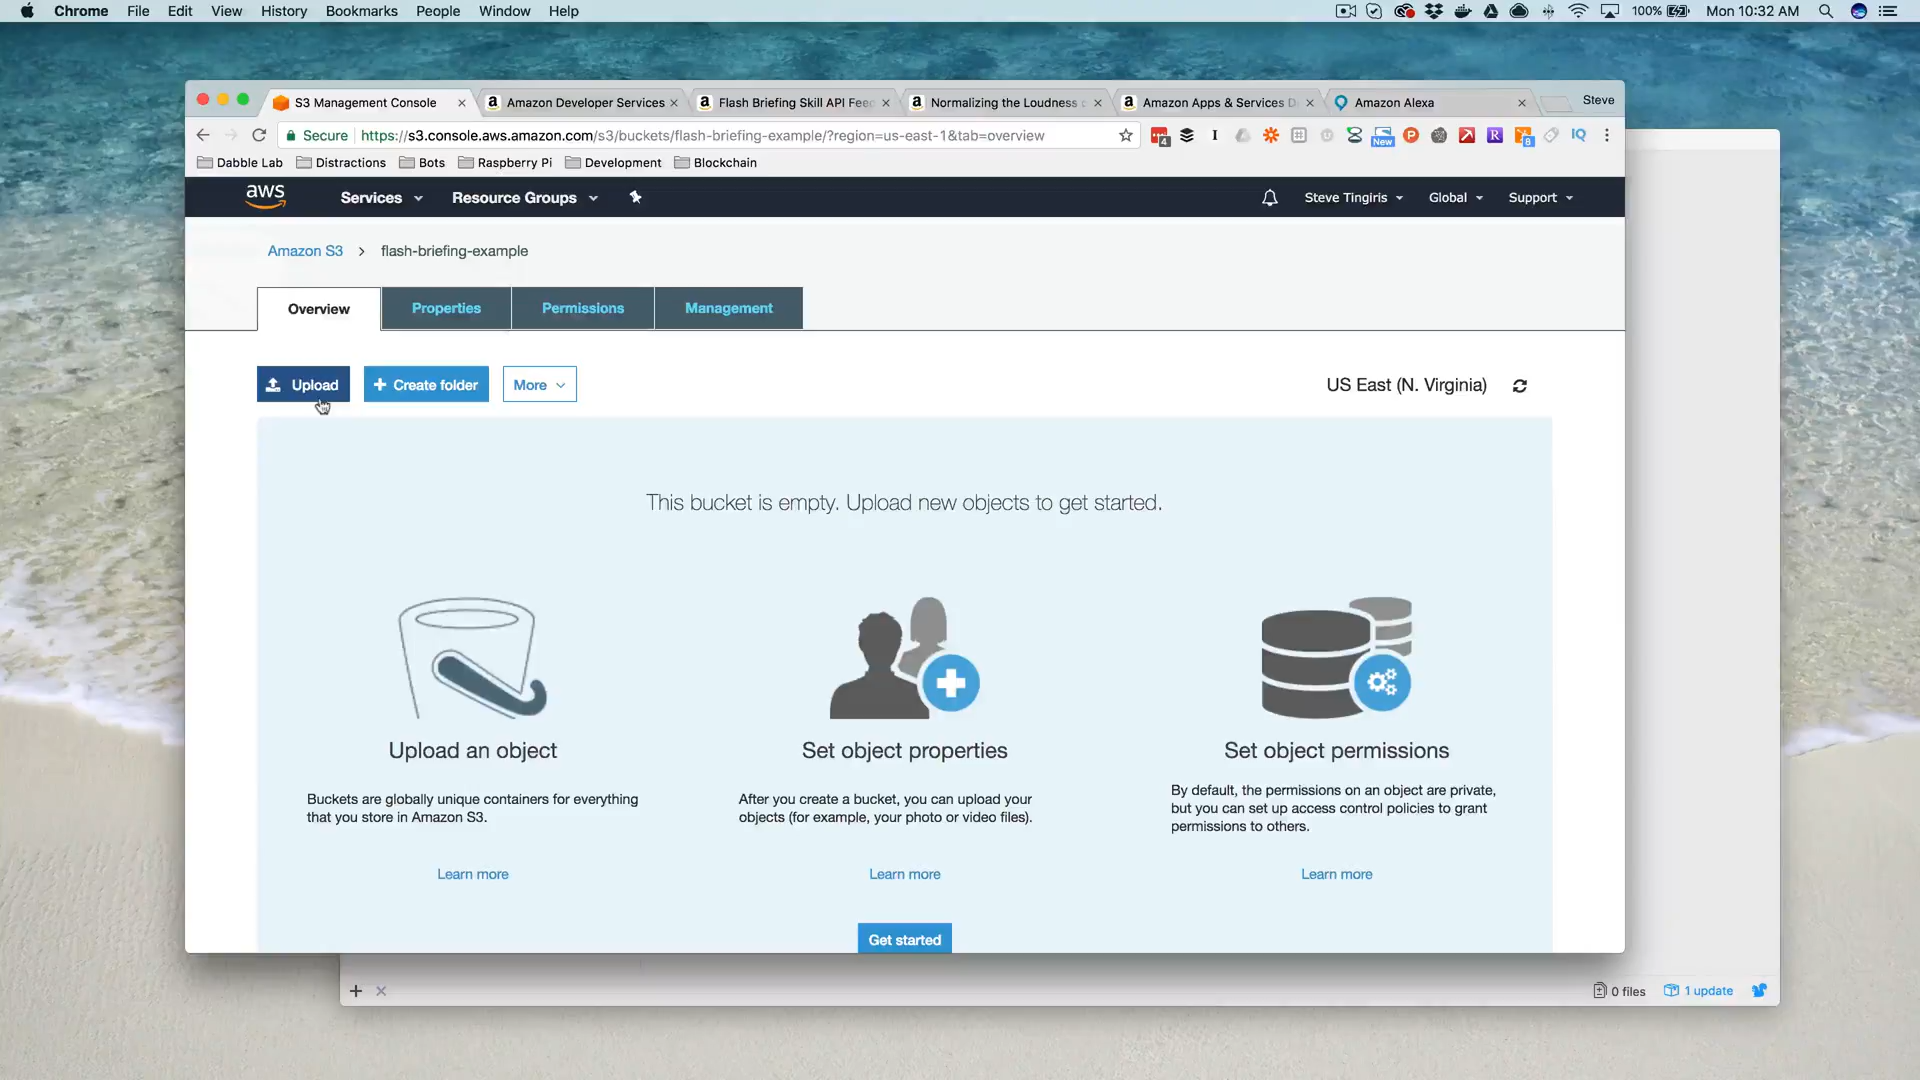 Chrome File Edit View History Bookmarks People Window Help
100% Mon 10:32 AM
S3 Management Console
Amazon Developer Services
Flash Briefing Skill API Feed
Normalizing the Loudness
Amazon Apps & Services D
Amazon Alexa
Steve
Secure https://s3.console.aws.amazon.com/s3/buckets/flash-briefing-example/?region=us-east-1&tab=overview
4 New 8 IQ
Dabble Lab Distractions Bots Raspberry Pi Development Blockchain
aws Services Resource Groups Steve Tingiris Global Support
Amazon S3 > flash-briefing-example
Overview Properties Permissions Management
Upload + Create folder More US East (N. Virginia)
This bucket is empty. Upload new objects to get started.
Upload an object
Buckets are globally unique containers for everything
that you store in Amazon S3.
Learn more
Set object properties
After you create a bucket, you can upload your
objects (for example, your photo or video files).
Learn more
Set object permissions
By default, the permissions on an object are private,
but you can set up access control policies to grant
permissions to others.
Learn more
Get started
0 files 1 update